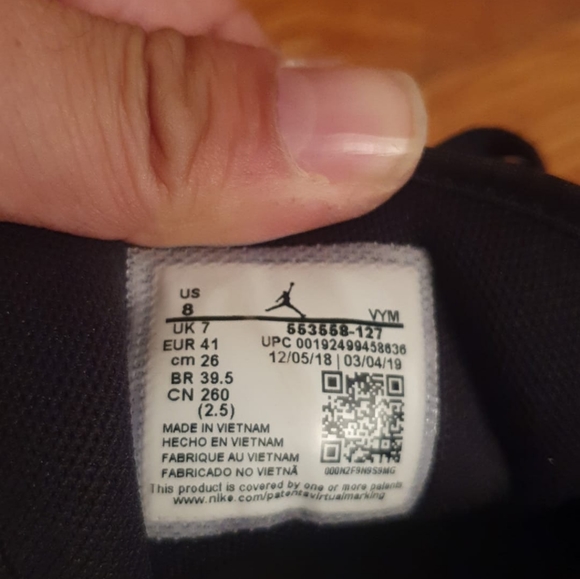 US
8
VYM
UK 7
553558-127
EUR 41
UPC 00192499458636
cm 26
12/05/18 | 03/04/19
BR 39.5
CN 260
(2.5)
MADE IN VIETNAM
HECHO EN VIETNAM
FABRIQUE AU VIETNAM
FABRICADO NO VIETNÃ
000HZF9N9S9MG
This product is covered by one or more patents
www.nike.com/patentsvirtualmarking